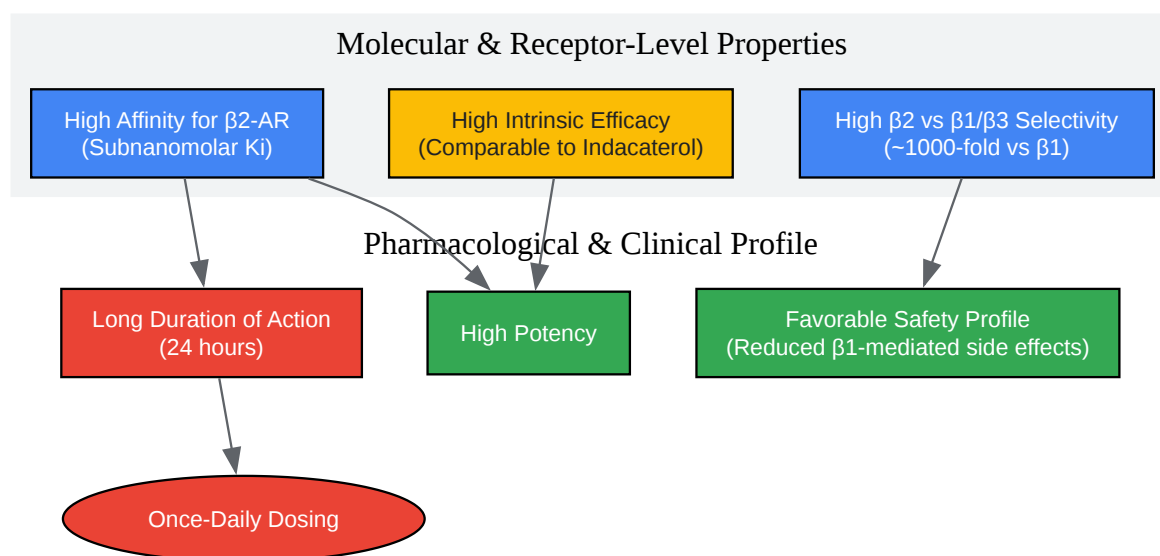 Molecular & Receptor-Level Properties
High Affinity for β2-AR
(Subnanomolar Ki)
High Intrinsic Efficacy
(Comparable to Indacaterol)
High β2 vs β1/β3 Selectivity
(~1000-fold vs β1)
Pharmacological & Clinical Profile
Long Duration of Action
(24 hours)
High Potency
Favorable Safety Profile
(Reduced β1-mediated side effects)
Once-Daily Dosing